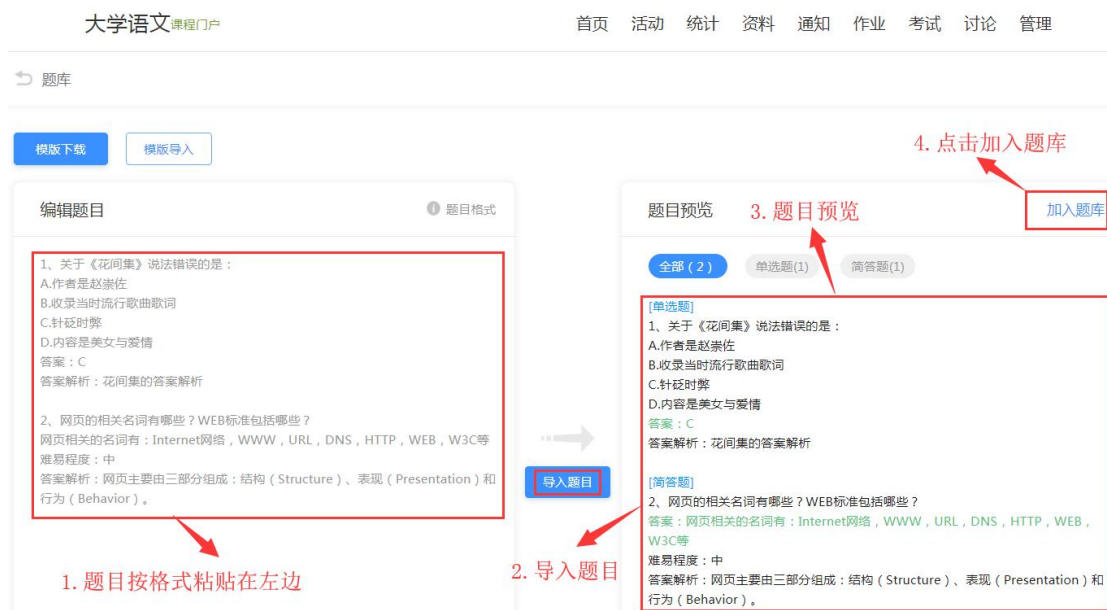 大学语文课程门户
首页 活动 统计 资料 通知 作业 考试 讨论 管理
题库
模版下载 模版导入
4.点击加入题库
编辑题目 题目格式
1、关于《花间集》说法错误的是：
A.作者是赵崇佐
B.收录当时流行歌曲歌词
C.针砭时弊
D.内容是美女与爱情
答案：C
答案解析：花间集的答案解析
2、网页的相关名词有哪些？WEB标准包括哪些？
网页相关的名词有：Internet网络，WWW，URL，DNS，HTTP，WEB，W3C等
难易程度：中
答案解析：网页主要由三部分组成：结构（Structure）、表现（Presentation）和
行为（Behavior）。
1.题目按格式粘贴在左边
导入题目
2.导入题目
题目预览 3.题目预览 加入题库
全部（2） 单选题(1) 简答题(1)
[单选题]
1、关于《花间集》说法错误的是：
A.作者是赵崇佐
B.收录当时流行歌曲歌词
C.针砭时弊
D.内容是美女与爱情
答案：C
答案解析：花间集的答案解析
[简答题]
2、网页的相关名词有哪些？WEB标准包括哪些？
答案：网页相关的名词有：Internet网络，WWW，URL，DNS，HTTP，WEB，
W3C等
难易程度：中
答案解析：网页主要由三部分组成：结构（Structure）、表现（Presentation）和
行为（Behavior）。